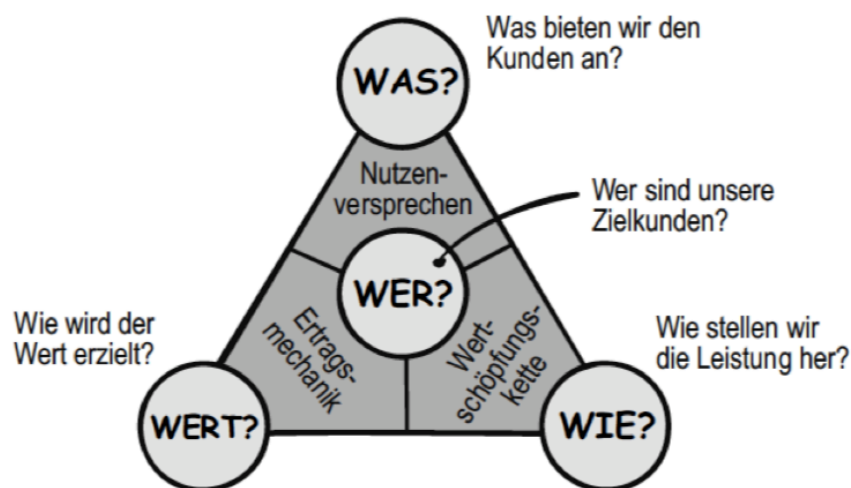 Was bieten wir den
Kunden an?
WAS?
Nutzen-
versprechen
Wer sind unsere
Zielkunden?
WER?
Wie wird der
Wert erzielt?
Ertrags-
mechanik
Wert-
schöpfungs-
kette
Wie stellen wir
die Leistung her?
WERT?
WIE?